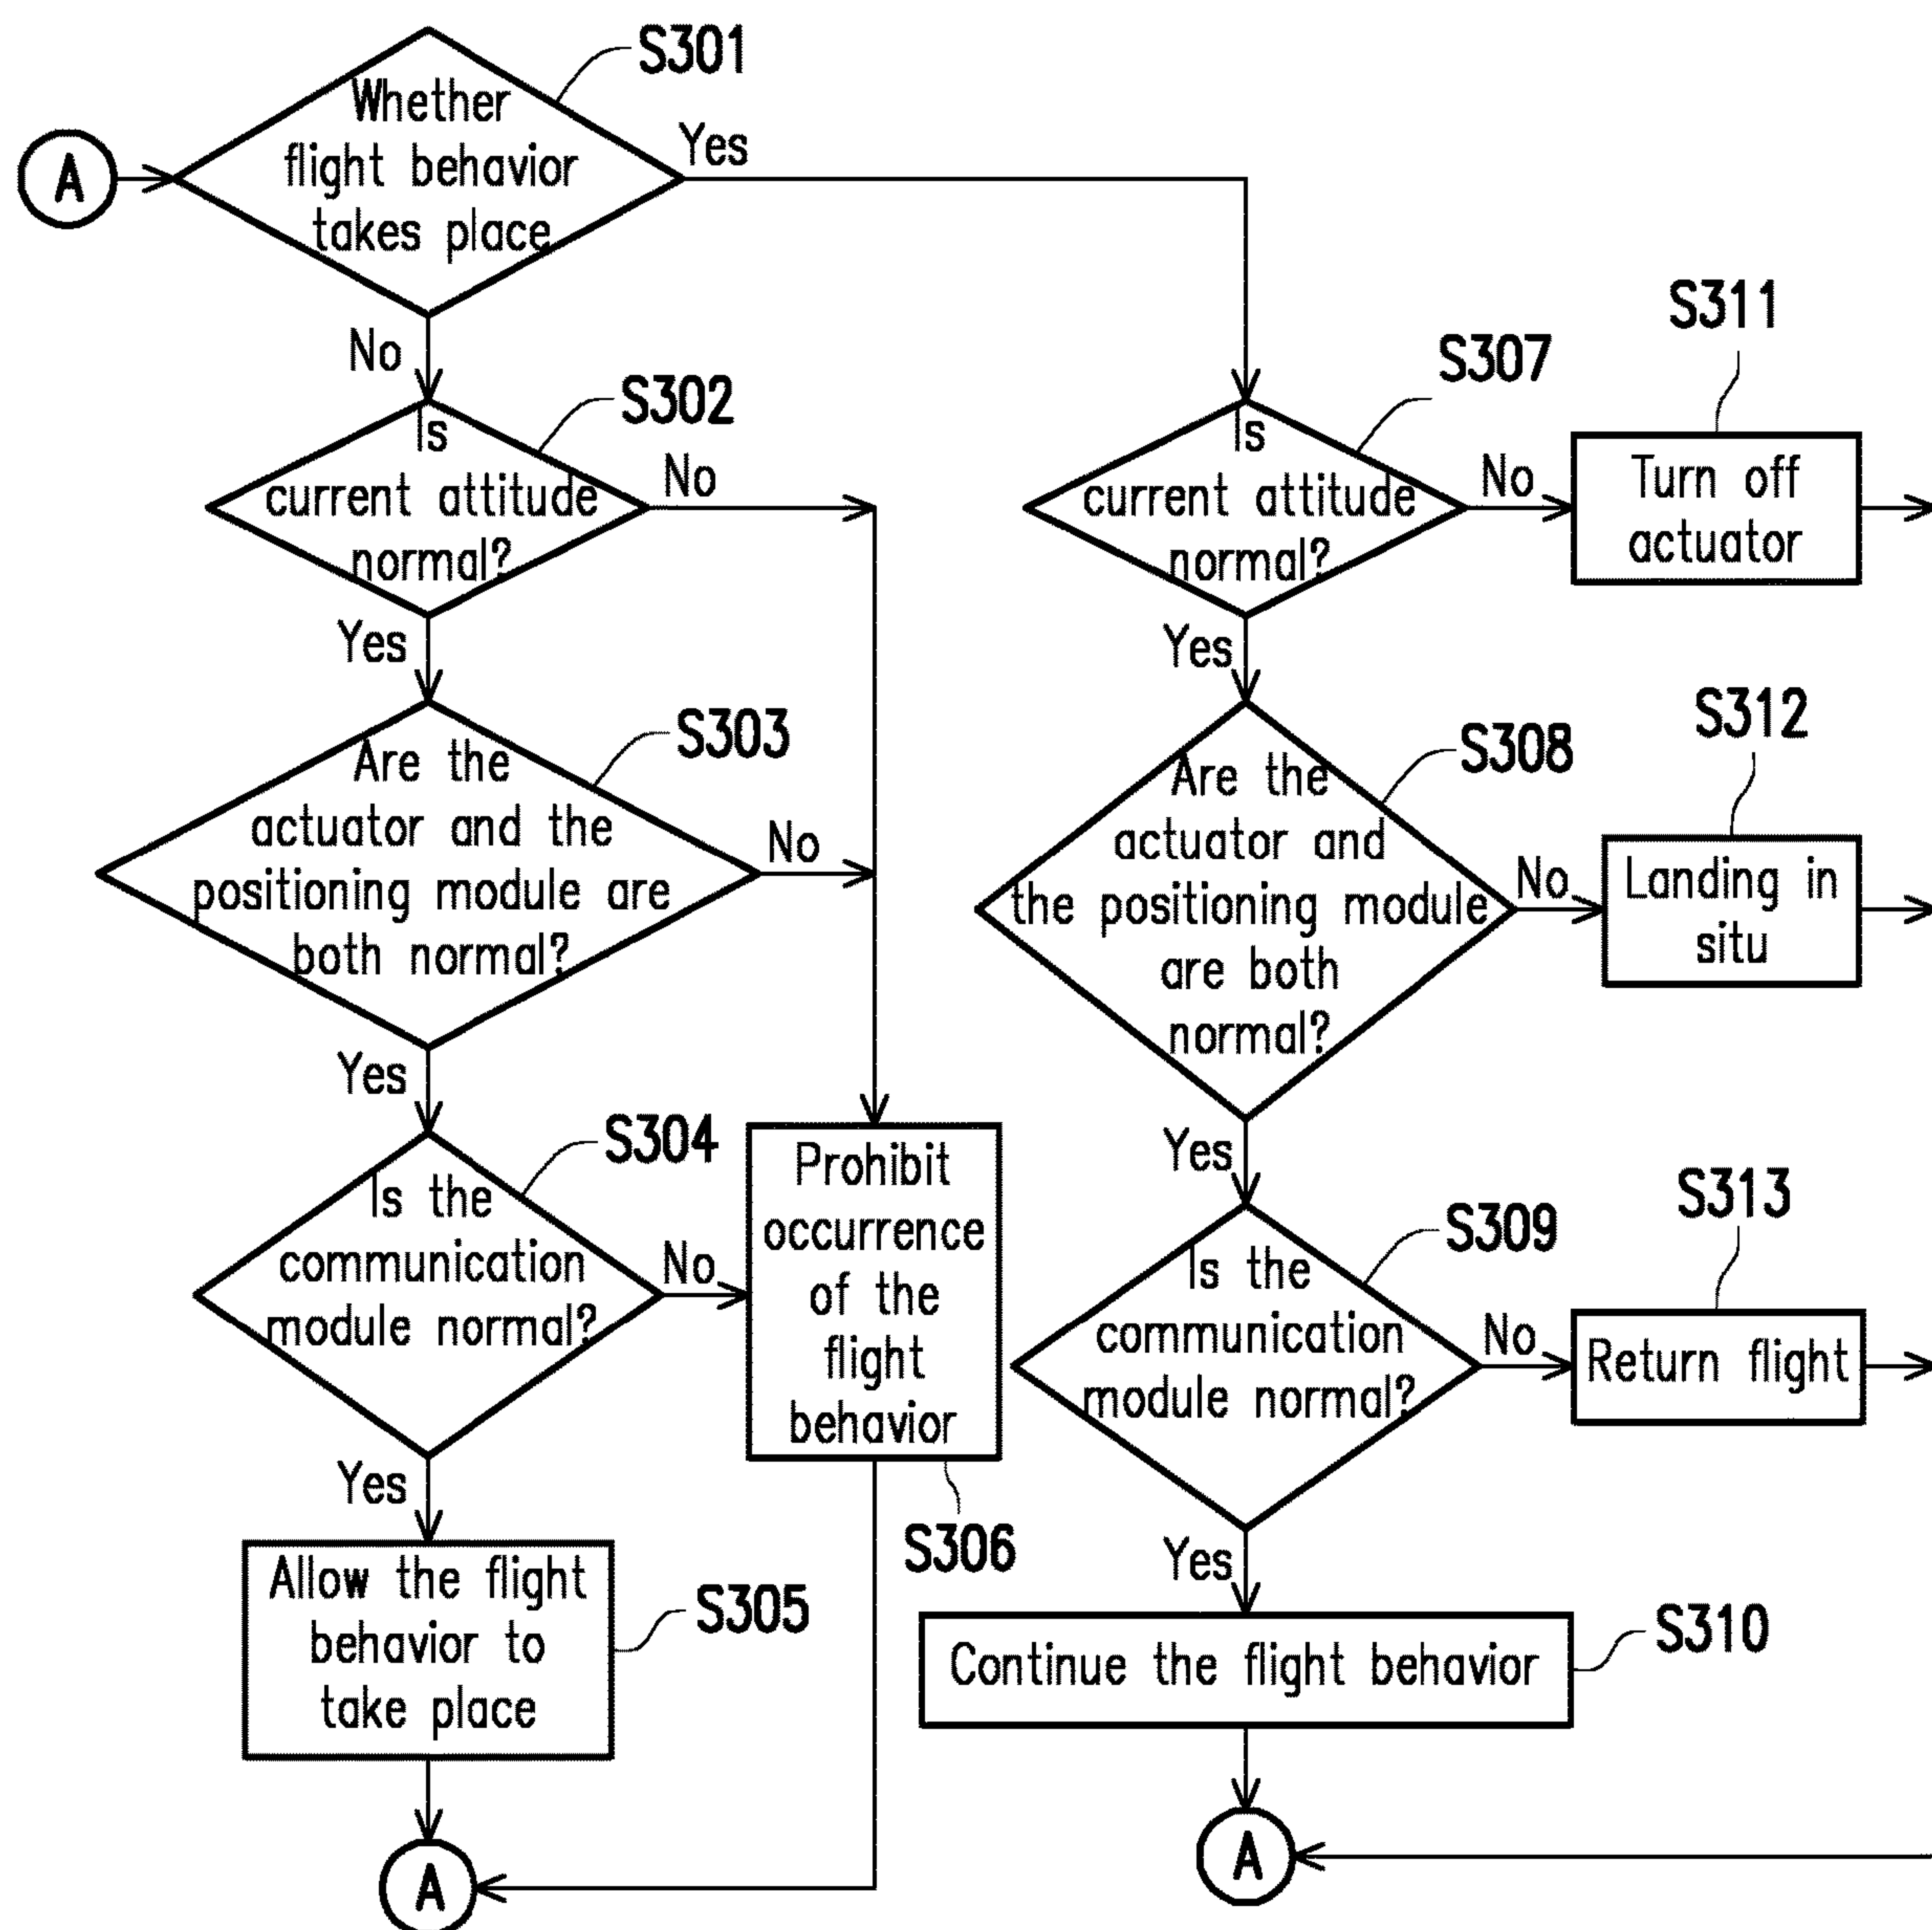 S301
Whether
flight behavior
takes place
Yes
A
No
S302
Is
current attitude
normal?
No
Yes
S303
Are the
actuator and the
positioning module are
both normal?
No
Yes
S304
Is the
communication
module normal?
No
Yes
Prohibit
occurrence
of the
flight
behavior
S306
Allow the flight
behavior to
take place
S305
A
S307
Is
current attitude
normal?
No
S311
Turn off
actuator
Yes
S308
Are the
actuator and
the positioning module
are both
normal?
No
S312
Landing in
situ
Yes
S309
Is the
communication
module normal?
No
S313
Return flight
Yes
Continue the flight behavior
S310
A